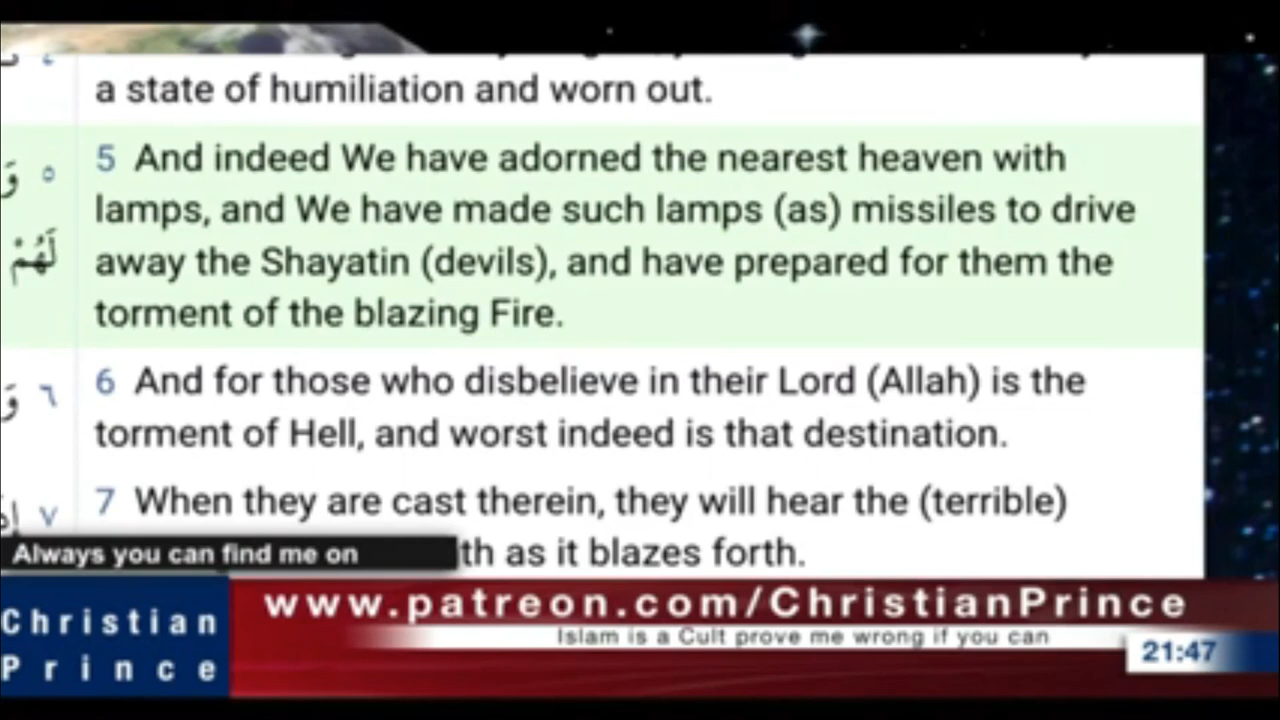 a state of humiliation and worn out.
٥
5 And indeed We have adorned the nearest heaven with
lamps, and We have made such lamps (as) missiles to drive
لَهُمْ
away the Shayatin (devils), and have prepared for them the
torment of the blazing Fire.
٦
6 And for those who disbelieve in their Lord (Allah) is the
torment of Hell, and worst indeed is that destination.
٧
7 When they are cast therein, they will hear the (terrible)
th as it blazes forth.
Always you can find me on
www.patreon.com/ChristianPrince
Islam is a Cult prove me wrong if you can
Christian
Prince
21:47